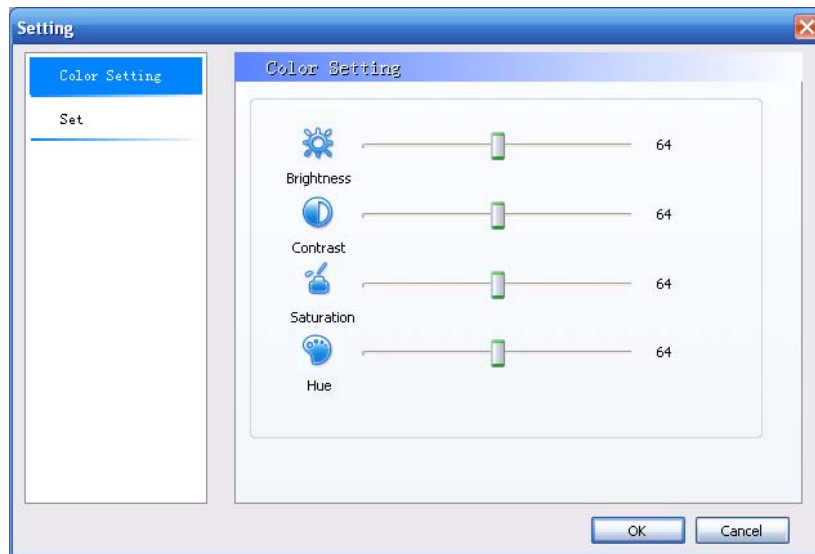 Setting
Color Setting
Set
Color Setting
64
Brightness
64
Contrast
64
Saturation
64
Hue
OK
Cancel